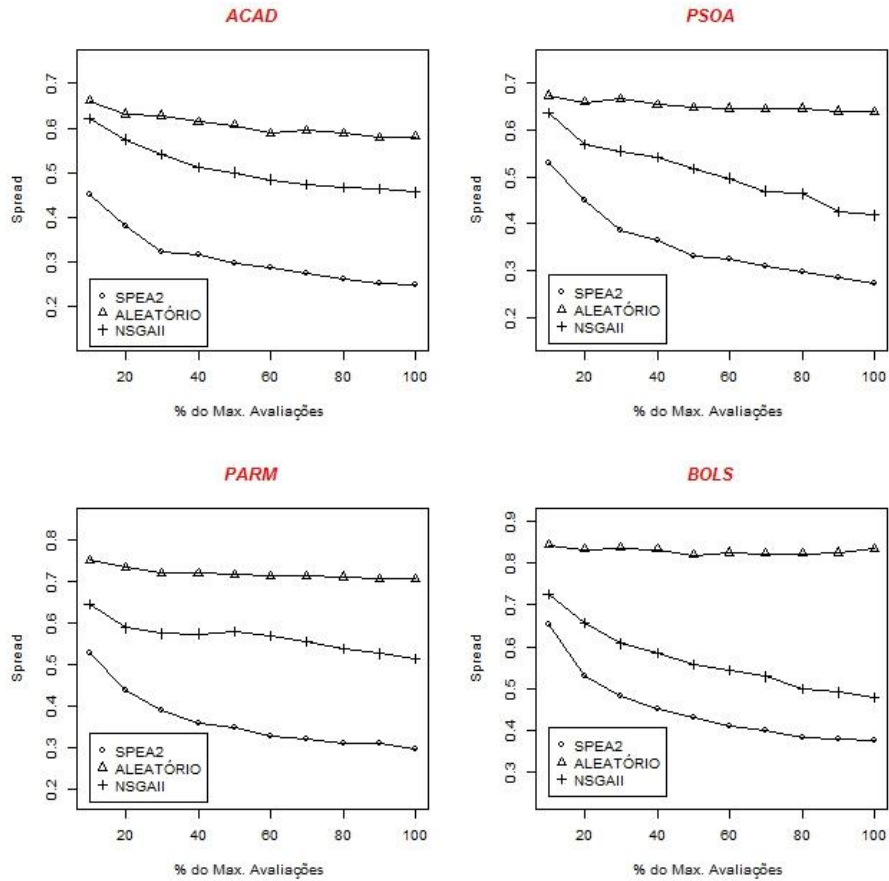 ACAD
Spread
0.7
0.6
0.5
0.4
0.3
0.2
SPEA2
ALEATÓRIO
NSGAII
20 40 60 80 100
% do Max. Avaliações
PSOA
Spread
0.7
0.6
0.5
0.4
0.3
0.2
SPEA2
ALEATÓRIO
NSGAII
20 40 60 80 100
% do Max. Avaliações
PARM
Spread
0.8
0.7
0.6
0.5
0.4
0.3
0.2
SPEA2
ALEATÓRIO
NSGAII
20 40 60 80 100
% do Max. Avaliações
BOLS
Spread
0.9
0.8
0.7
0.6
0.5
0.4
0.3
SPEA2
ALEATÓRIO
NSGAII
20 40 60 80 100
% do Max. Avaliações